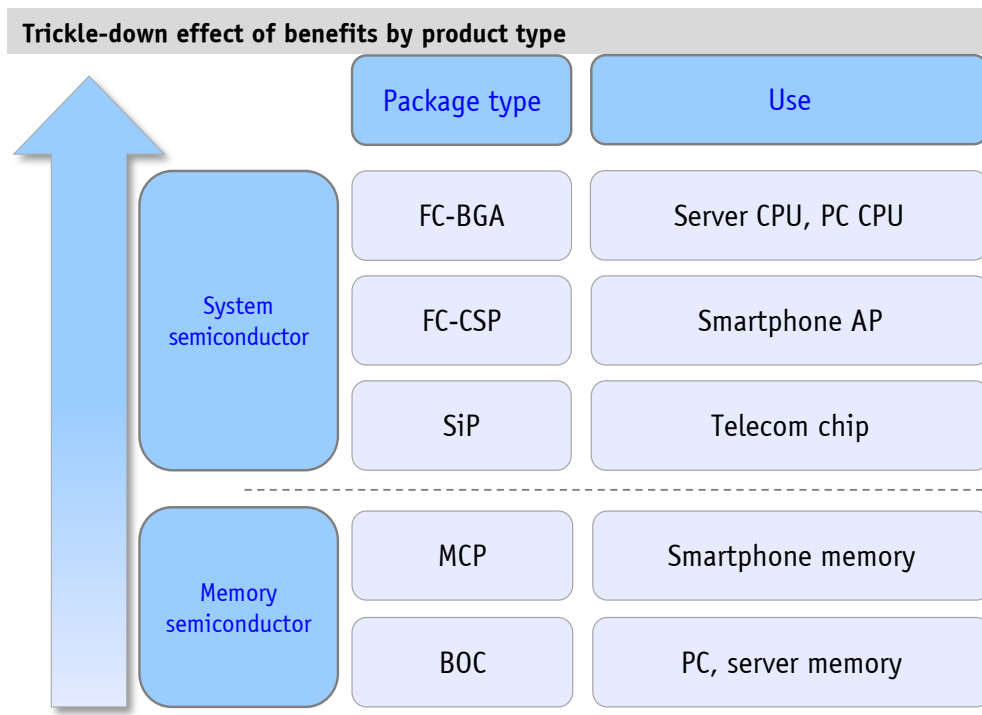 Trickle-down effect of benefits by product type
Package type
Use
System
semiconductor
FC-BGA
Server CPU, PC CPU
FC-CSP
Smartphone AP
SiP
Telecom chip
Memory
semiconductor
MCP
Smartphone memory
BOC
PC, server memory